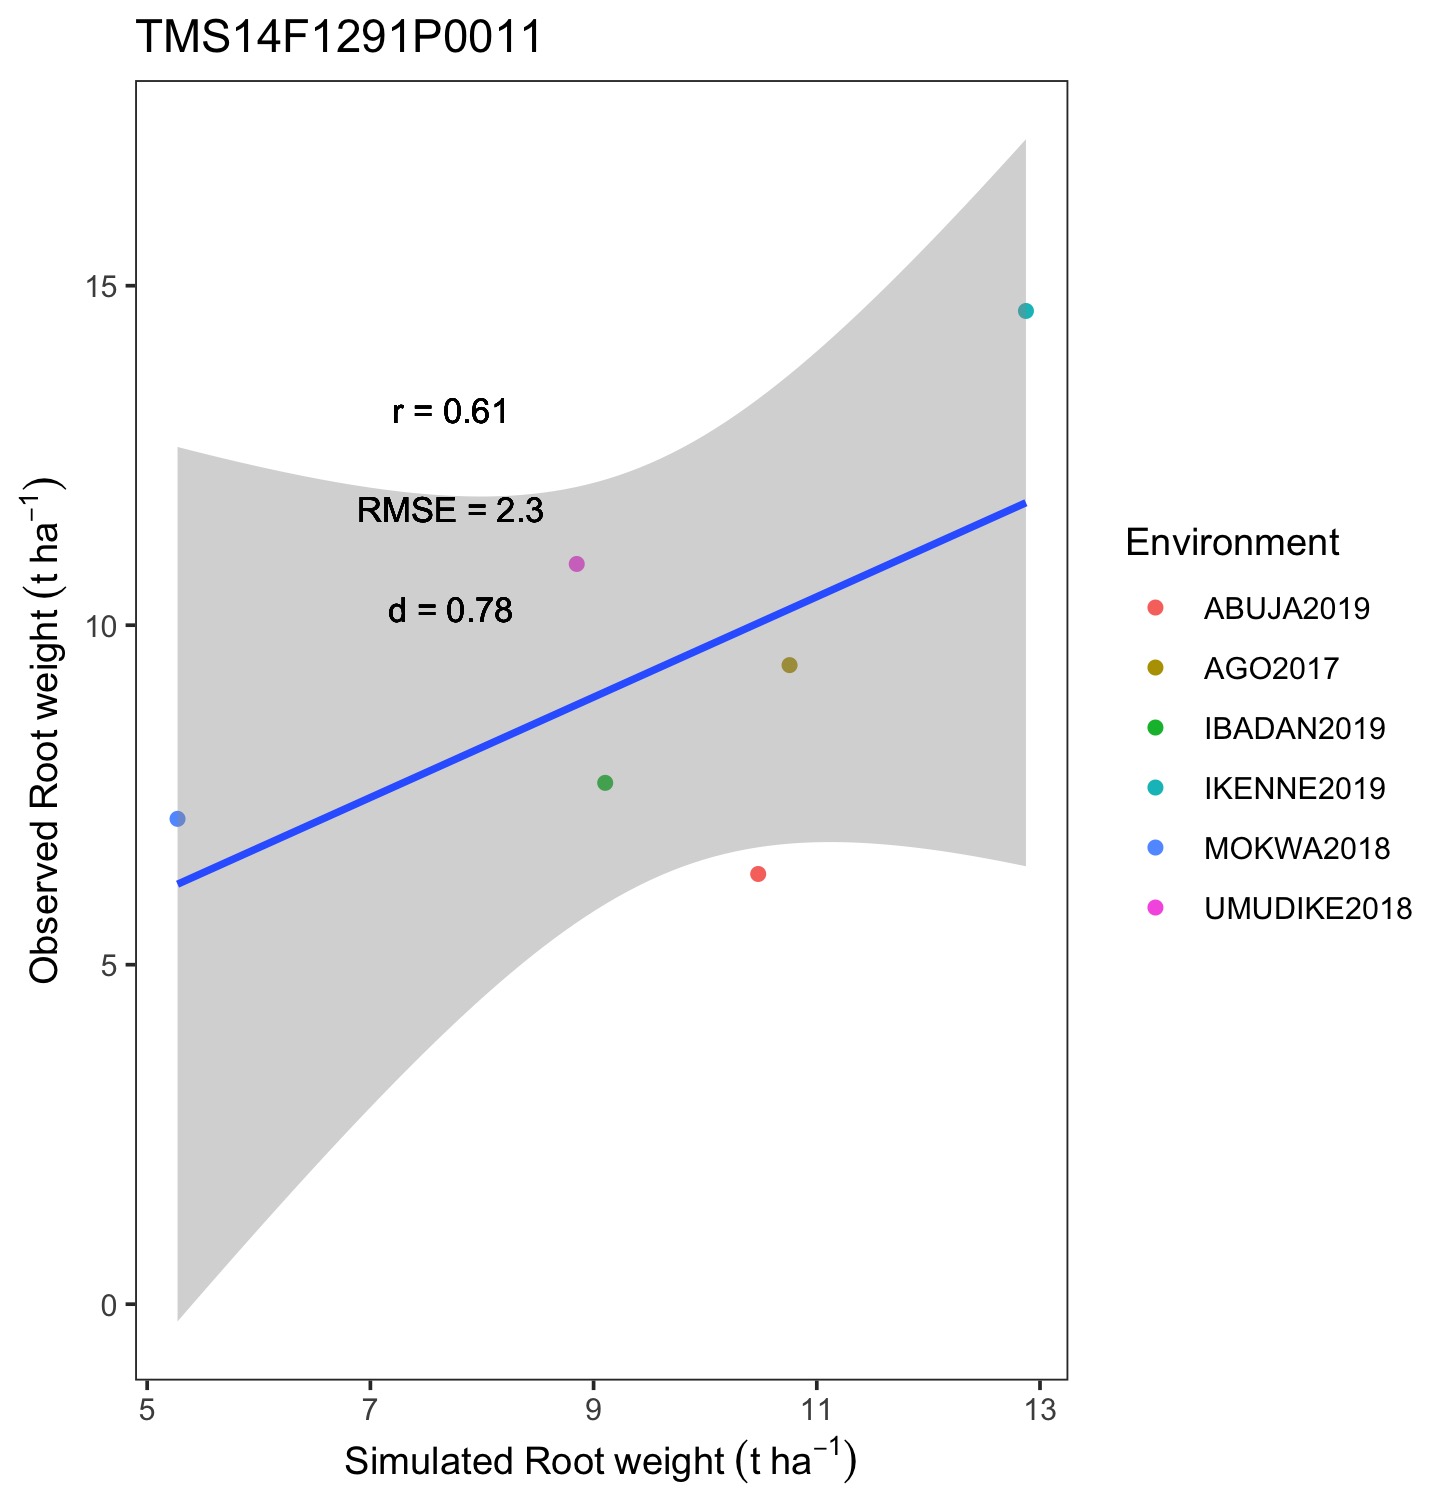 TMS14F1291P0011
r = 0.61
RMSE = 2.3
d = 0.78
15
10
5
0
Observed Root weight (t ha⁻¹)
5 7 9 11 13
Simulated Root weight (t ha⁻¹)
Environment
ABUJA2019
AGO2017
IBADAN2019
IKENNE2019
MOKWA2018
UMUDIKE2018